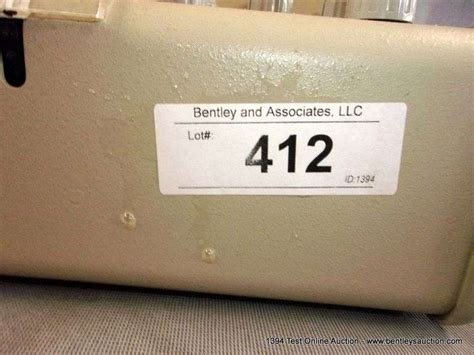 Bentley and Associates, LLC
Lot#:
412
ID:1394
1394 Test Online Auction - www.bentleysauction.com